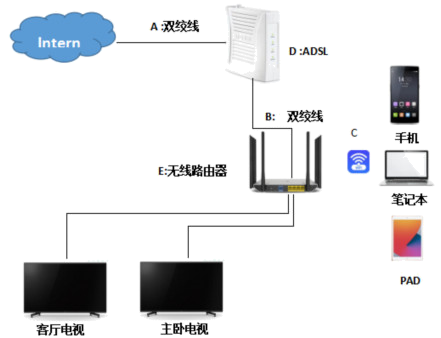 A :双绞线
Intern
D :ADSL
B: 双绞线
C
手机
E:无线路由器
笔记本
PAD
客厅电视
主卧电视